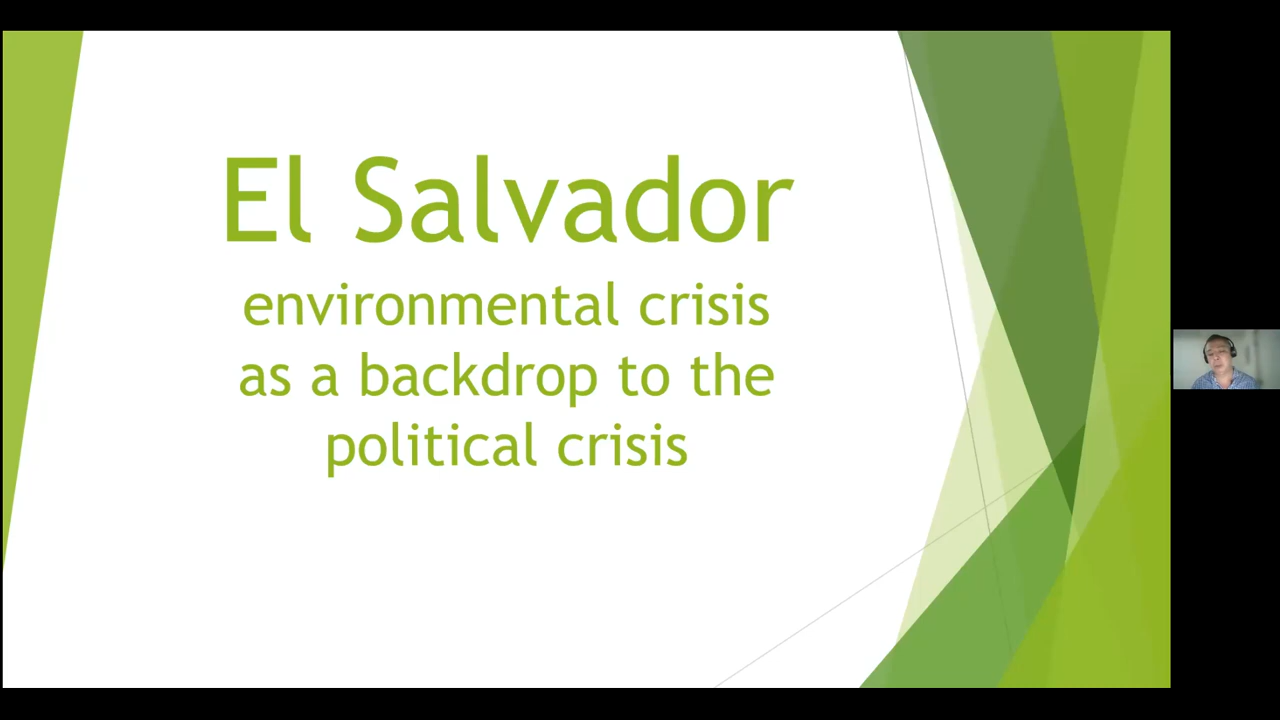 El Salvador
environmental crisis
as a backdrop to the
political crisis